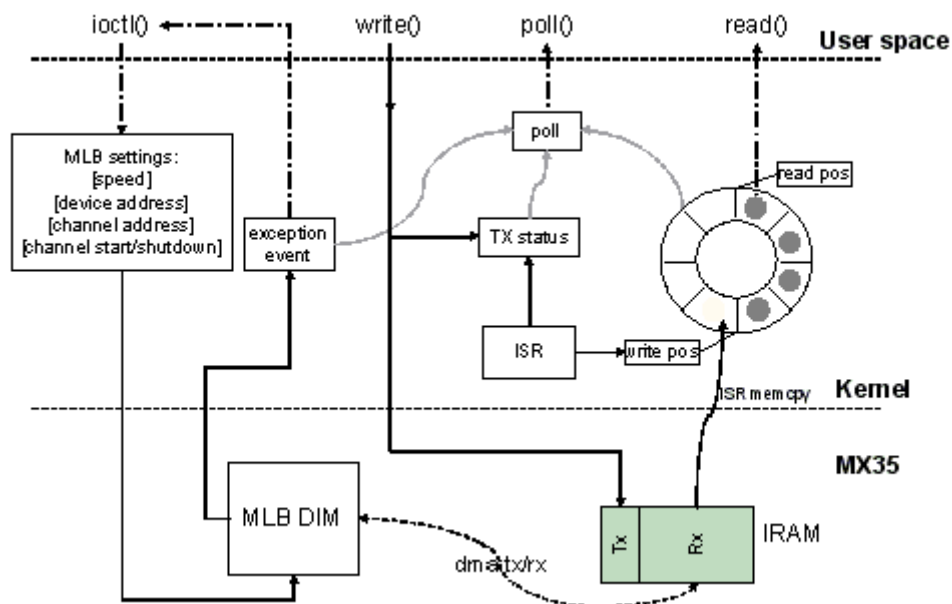 ioctl()
write()
poll()
read()
User space
MLB settings:
[speed]
[device address]
[channel address]
[channel start/shutdown]
exception
event
poll
read pos
TX status
ISR
write pos
ISR memcpy
Kernel
MX35
MLB DIM
Tx
Rx
IRAM
dma tx/rx